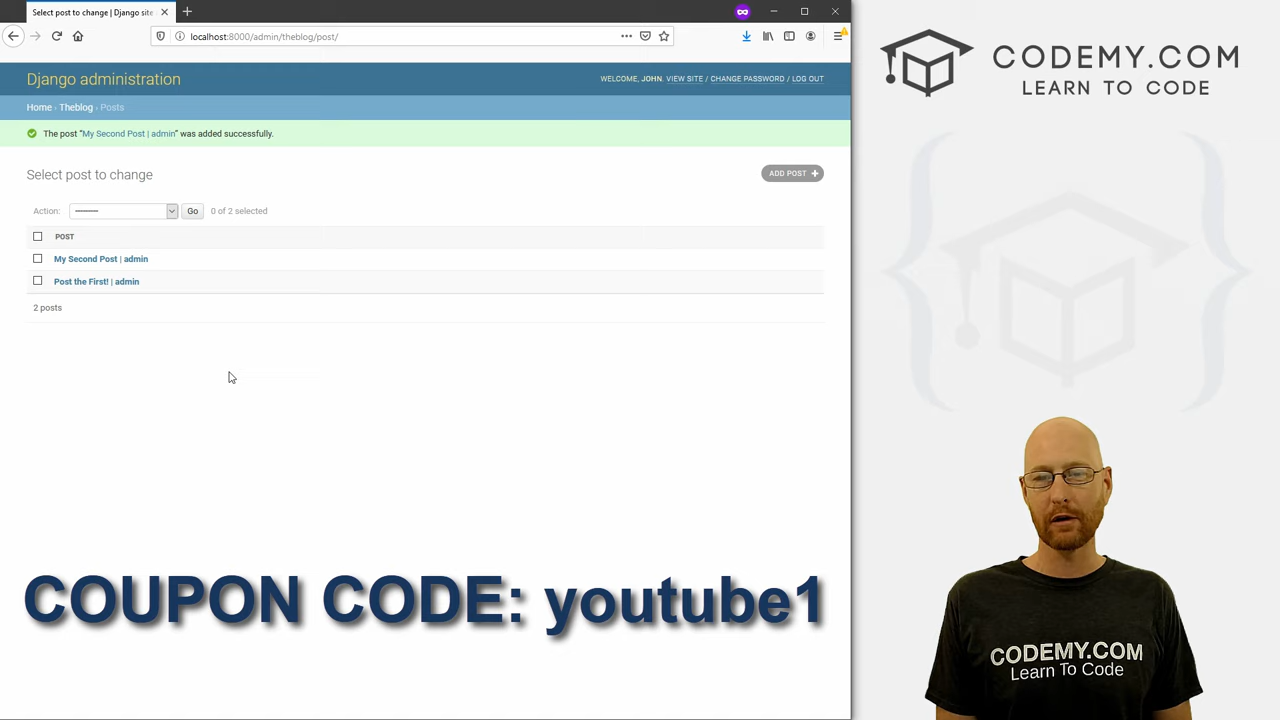 Select post to change | Django site
localhost:8000/admin/theblog/post/
Django administration
WELCOME, JOHN. VIEW SITE / CHANGE PASSWORD / LOG OUT
Home › Theblog › Posts
The post “My Second Post | admin” was added successfully.
Select post to change
ADD POST +
Action: --------- Go 0 of 2 selected
POST
My Second Post | admin
Post the First! | admin
2 posts
COUPON CODE: youtube1
CODEMY.COM
LEARN TO CODE
CODEMY.COM
Learn To Code